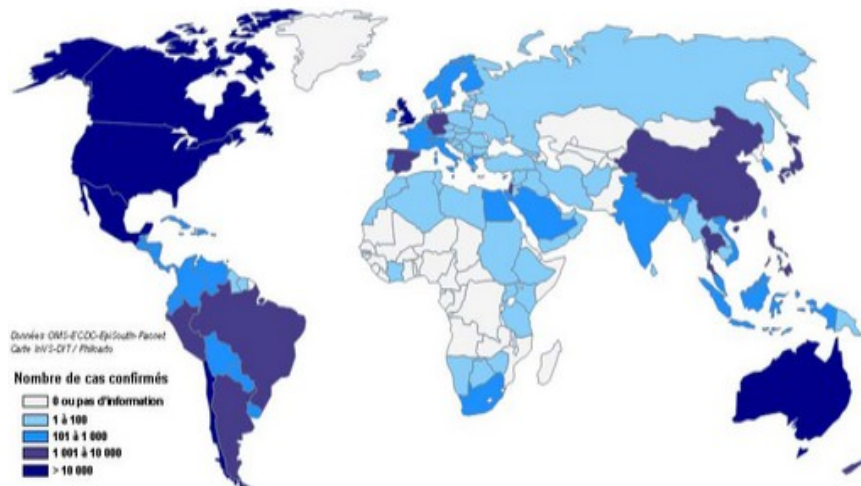 Données OMS-ECDC-EpiSouth-Pacnet
Carte InVS-DIT / Philcarto
Nombre de cas confirmés
0 ou pas d'information
1 à 100
101 à 1 000
1 001 à 10 000
> 10 000